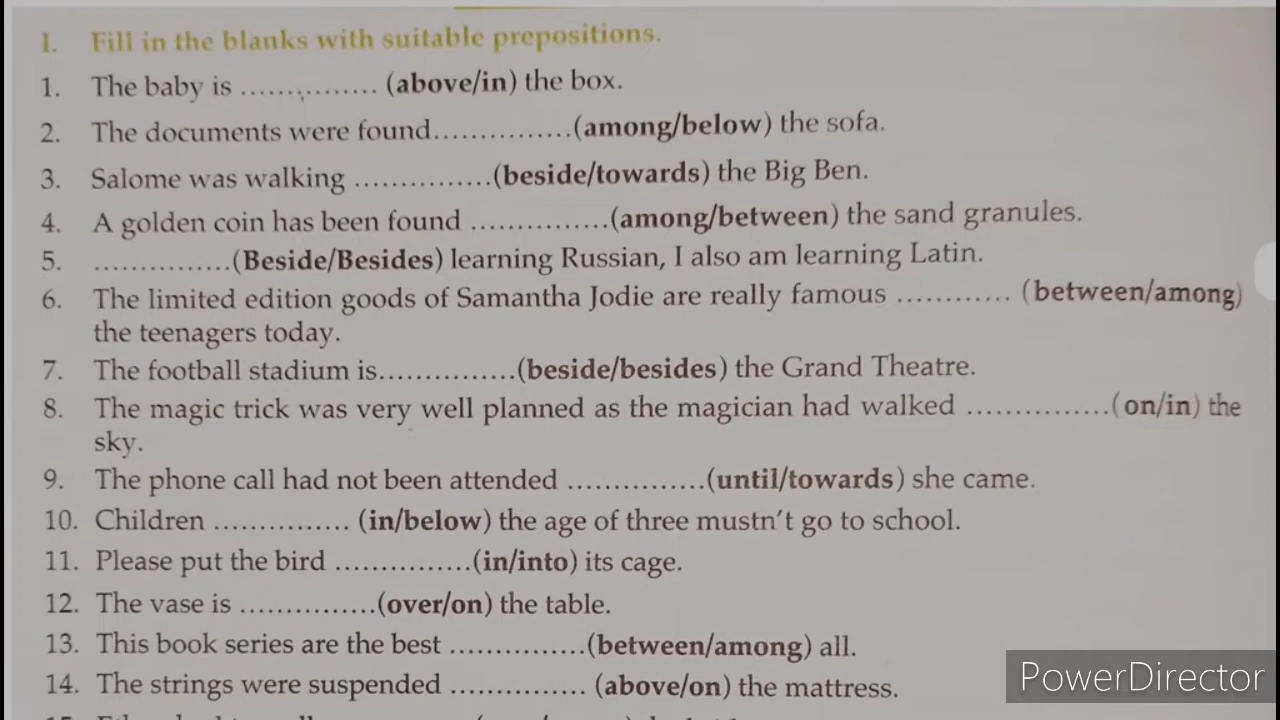 I. Fill in the blanks with suitable prepositions.
1. The baby is ............... (above/in) the box.
2. The documents were found...............(among/below) the sofa.
3. Salome was walking ...............(beside/towards) the Big Ben.
4. A golden coin has been found ...............(among/between) the sand granules.
5. ...............(Beside/Besides) learning Russian, I also am learning Latin.
6. The limited edition goods of Samantha Jodie are really famous ............ (between/among)
the teenagers today.
7. The football stadium is...............(beside/besides) the Grand Theatre.
8. The magic trick was very well planned as the magician had walked ...............(on/in) the
sky.
9. The phone call had not been attended ...............(until/towards) she came.
10. Children ............... (in/below) the age of three mustn't go to school.
11. Please put the bird ...............(in/into) its cage.
12. The vase is ...............(over/on) the table.
13. This book series are the best ...............(between/among) all.
14. The strings were suspended ............... (above/on) the mattress.
PowerDirector